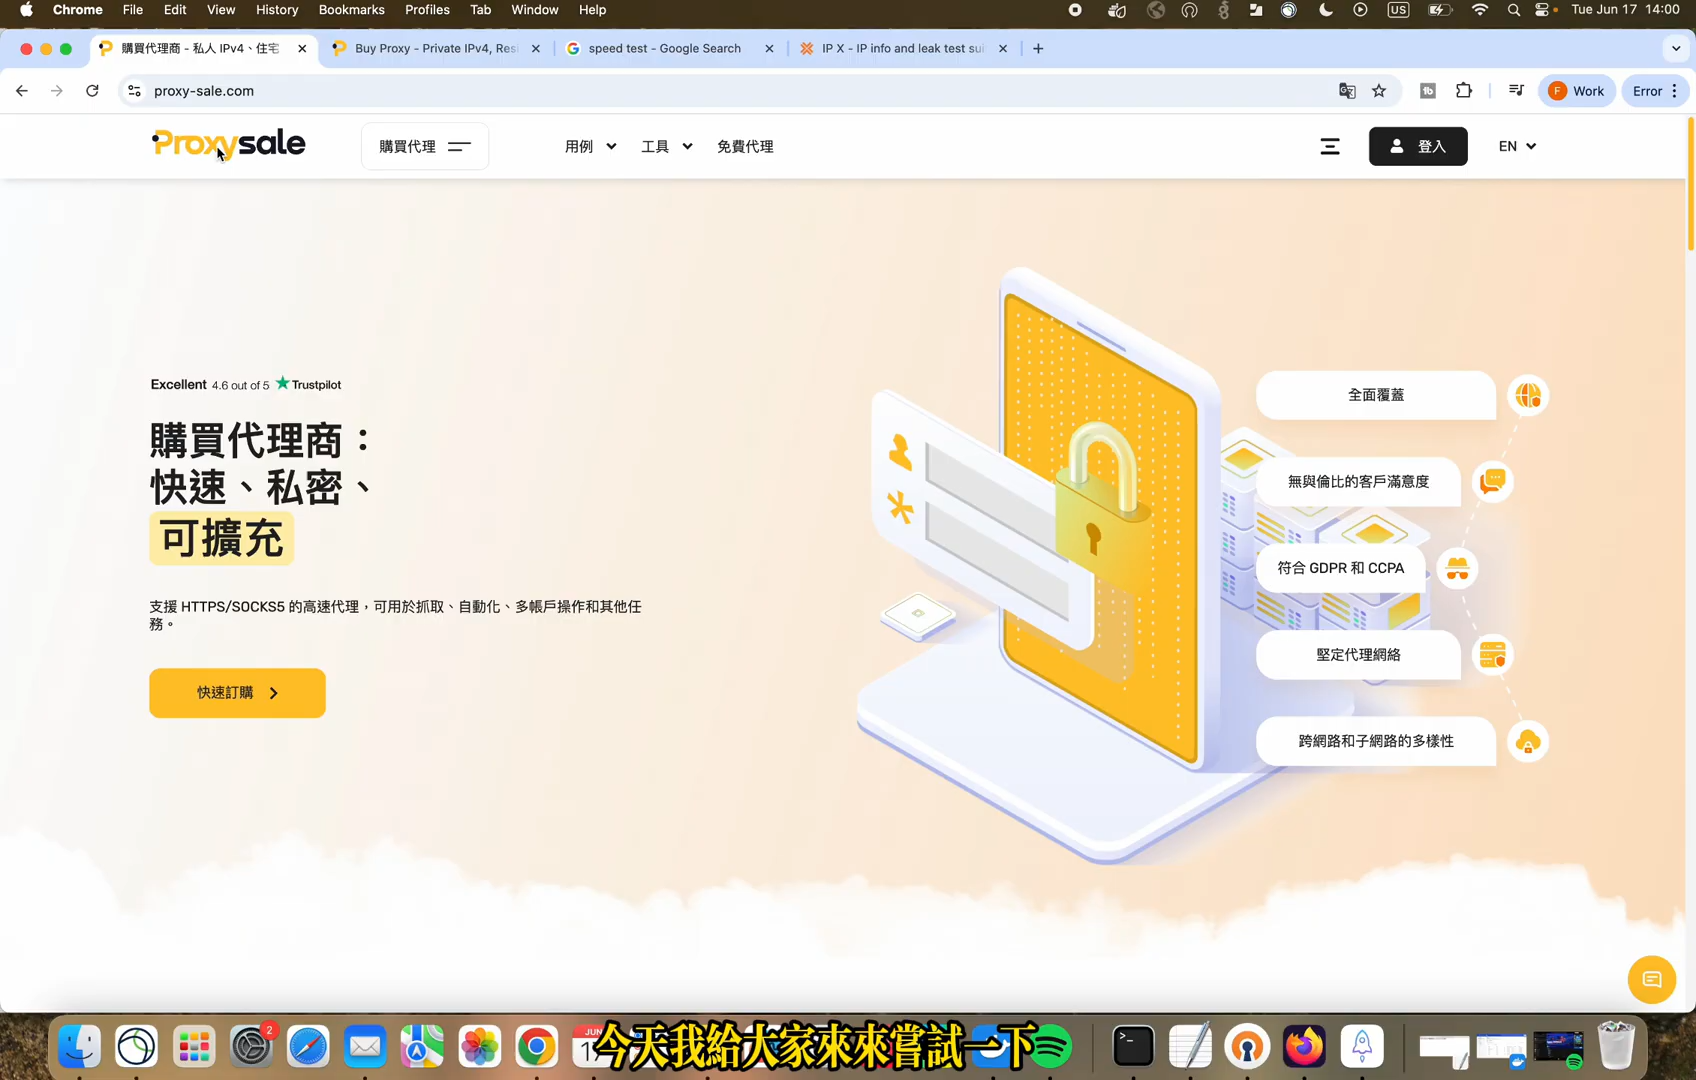 Chrome File Edit View History Bookmarks Profiles Tab Window Help US Tue Jun 17 14:00
購買代理商 - 私人 IPv4、住宅 Buy Proxy - Private IPv4, Resi speed test - Google Search IP X - IP info and leak test sui
proxy-sale.com F Work Error
Proxysale 購買代理 用例 工具 免費代理 登入 EN
Excellent 4.6 out of 5 Trustpilot
購買代理商：
快速、私密、
可擴充
支援 HTTPS/SOCKS5 的高速代理，可用於抓取、自動化、多帳戶操作和其他任
務。
快速訂購
全面覆蓋
無與倫比的客戶滿意度
符合 GDPR 和 CCPA
堅定代理網絡
跨網路和子網路的多樣性
2
JUN
今天我給大家來來嘗試一下